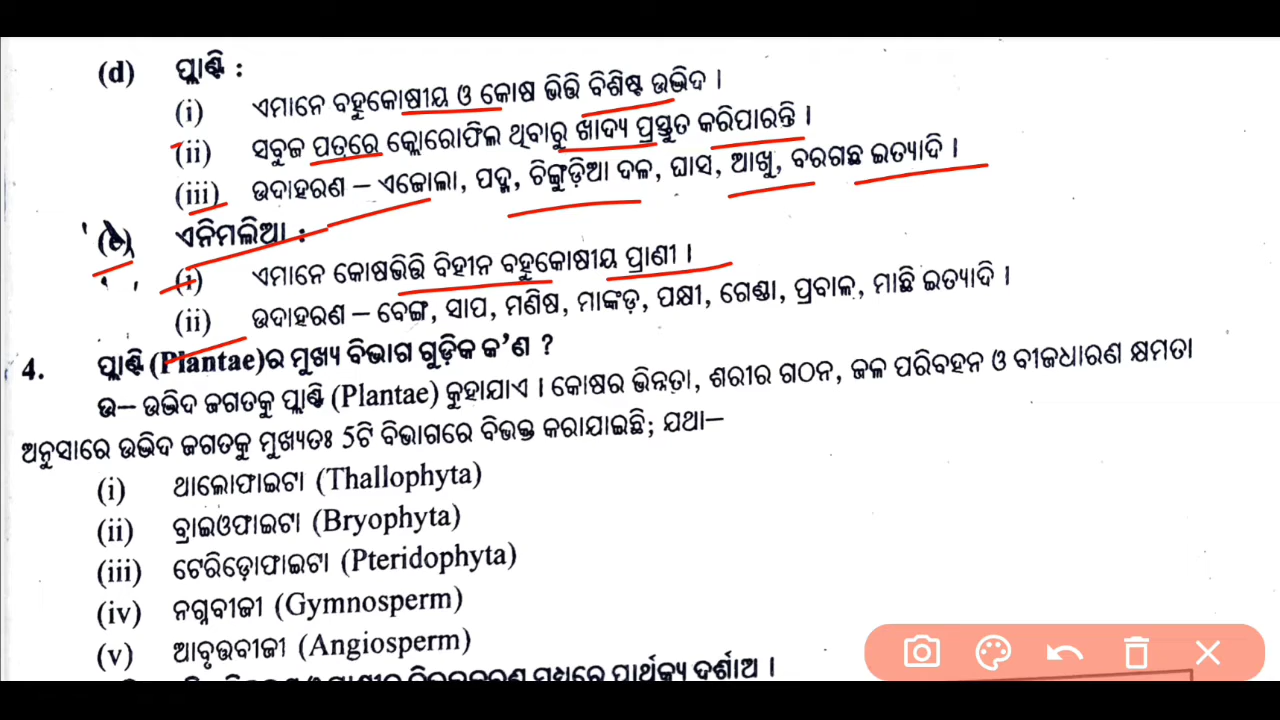 (d) ପ୍ଲାଣ୍ଟି :
(i) ଏମାନେ ବହୁକୋଷୀୟ ଓ କୋଷ ଭିତ୍ତି ବିଶିଷ୍ଟ ଉଦ୍ଭିଦ ।
(ii) ସବୁଜ ପତ୍ରରେ କ୍ଲୋରୋଫିଲ ଥିବାରୁ ଖାଦ୍ୟ ପ୍ରସ୍ତୁତ କରିପାରନ୍ତି ।
(iii) ଉଦାହରଣ – ଏଜୋଲା, ପଦ୍ମ, ଚିଙ୍ଗୁଡ଼ିଆ ଦଳ, ଘାସ, ଆଖୁ, ବରଗଛ ଇତ୍ୟାଦି ।
(e) ଏନିମଲିଆ :
(i) ଏମାନେ କୋଷଭିତ୍ତି ବିହୀନ ବହୁକୋଷୀୟ ପ୍ରାଣୀ ।
(ii) ଉଦାହରଣ – ବେଙ୍ଗ, ସାପ, ମଣିଷ, ମାଙ୍କଡ଼, ପକ୍ଷୀ, ଗେଣ୍ଡା, ପ୍ରବାଳ, ମାଛି ଇତ୍ୟାଦି ।
4. ପ୍ଲାଣ୍ଟି (Plantae)ର ମୁଖ୍ୟ ବିଭାଗ ଗୁଡ଼ିକ କ'ଣ ?
ଉ– ଉଦ୍ଭିଦ ଜଗତକୁ ପ୍ଲାଣ୍ଟି (Plantae) କୁହାଯାଏ । କୋଷର ଭିନ୍ନତା, ଶରୀର ଗଠନ, ଜଳ ପରିବହନ ଓ ବୀଜଧାରଣ କ୍ଷମତା
ଅନୁସାରେ ଉଦ୍ଭିଦ ଜଗତକୁ ମୁଖ୍ୟତଃ 5ଟି ବିଭାଗରେ ବିଭକ୍ତ କରାଯାଇଛି; ଯଥା–
(i) ଥାଲୋଫାଇଟା (Thallophyta)
(ii) ବ୍ରାଇଓଫାଇଟା (Bryophyta)
(iii) ଟେରିଡ଼ୋଫାଇଟା (Pteridophyta)
(iv) ନଗ୍ନବୀଜୀ (Gymnosperm)
(v) ଆବୃତବୀଜୀ (Angiosperm)
ପାର୍ଥକ୍ୟ ଦର୍ଶାଅ ।